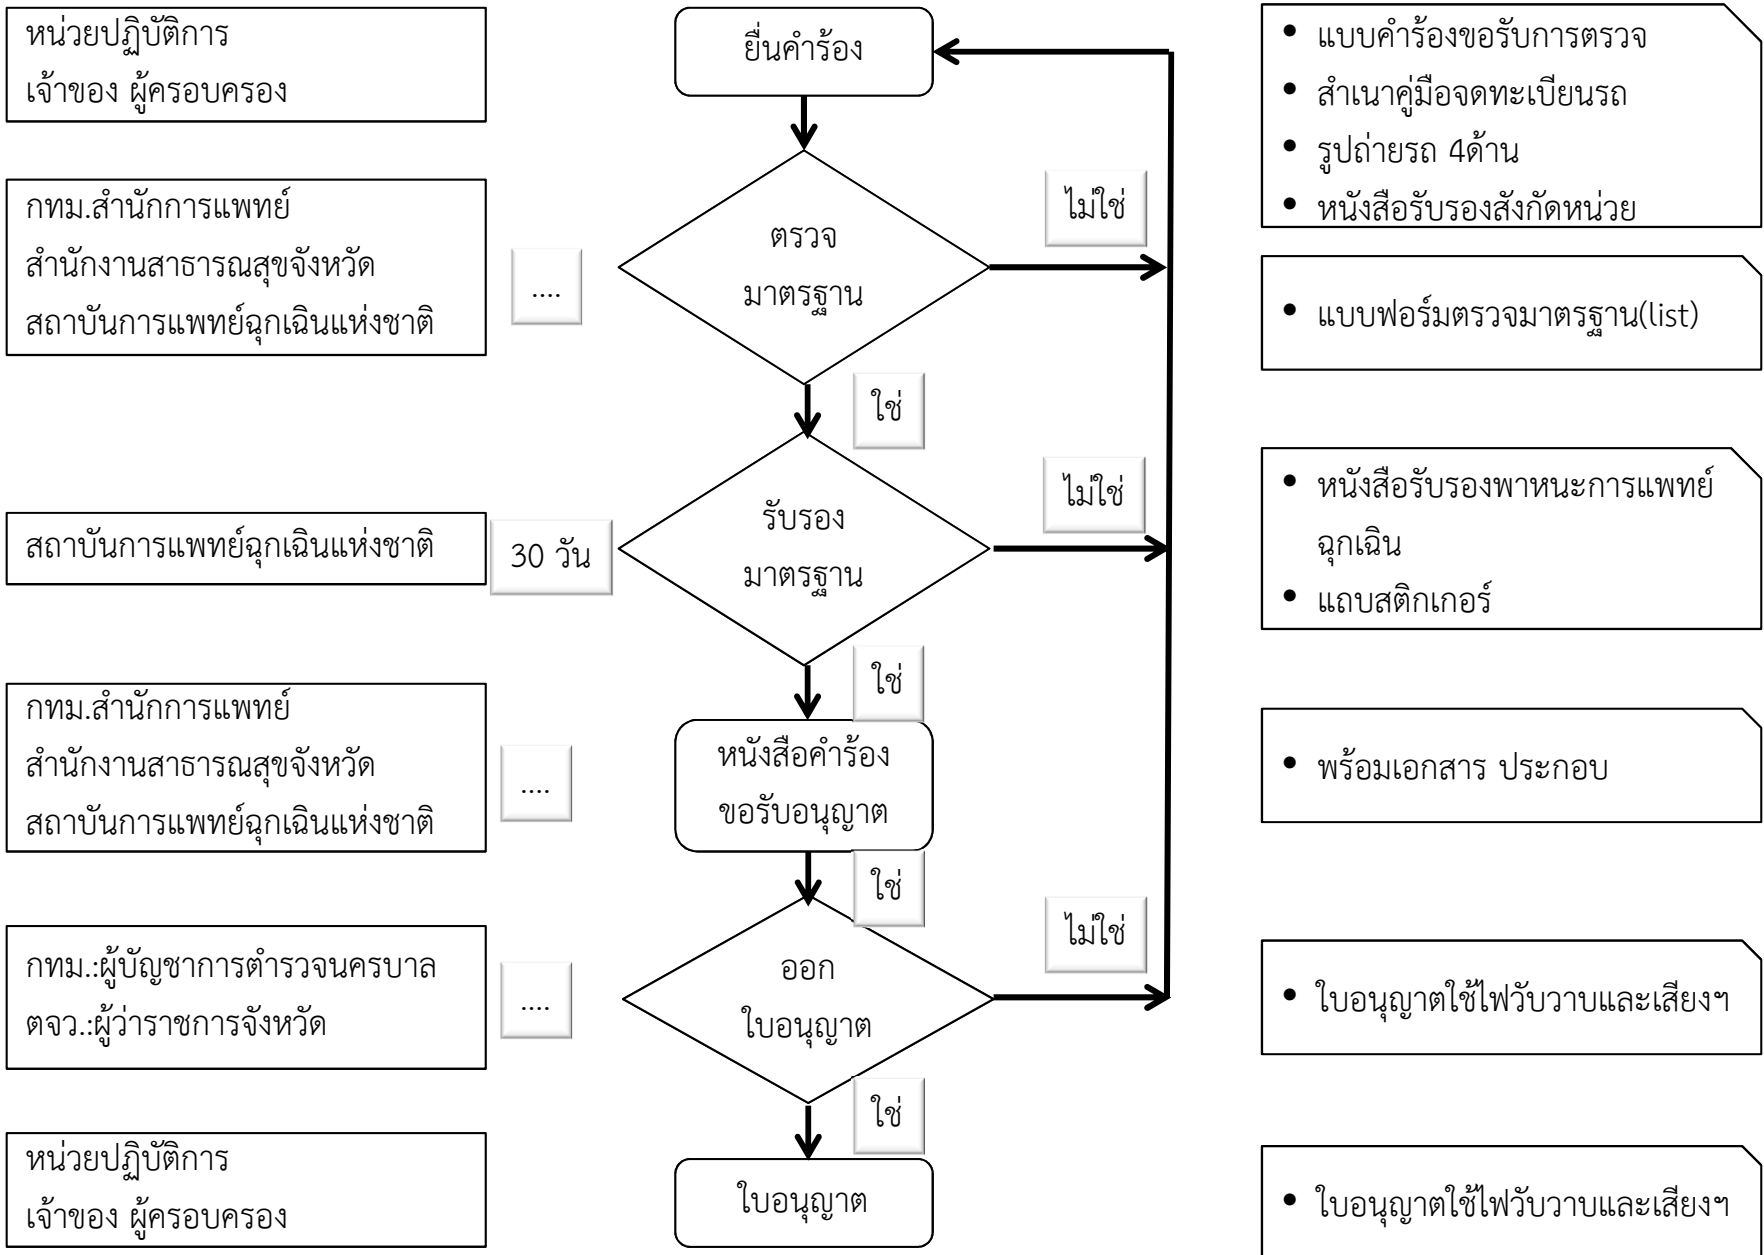 หน่วยปฏิบัติการ
เจ้าของ ผู้ครอบครอง
ยื่นคำร้อง
• แบบคำร้องขอรับการตรวจ
• สำเนาคู่มือจดทะเบียนรถ
• รูปถ่ายรถ 4ด้าน
• หนังสือรับรองสังกัดหน่วย
กทม.สำนักการแพทย์
สำนักงานสาธารณสุขจังหวัด
สถาบันการแพทย์ฉุกเฉินแห่งชาติ
....
ตรวจ
มาตรฐาน
ไม่ใช่
• แบบฟอร์มตรวจมาตรฐาน(list)
ใช่
สถาบันการแพทย์ฉุกเฉินแห่งชาติ
30 วัน
รับรอง
มาตรฐาน
ไม่ใช่
• หนังสือรับรองพาหนะการแพทย์
ฉุกเฉิน
• แถบสติกเกอร์
ใช่
กทม.สำนักการแพทย์
สำนักงานสาธารณสุขจังหวัด
สถาบันการแพทย์ฉุกเฉินแห่งชาติ
....
หนังสือคำร้อง
ขอรับอนุญาต
• พร้อมเอกสาร ประกอบ
ใช่
กทม.:ผู้บัญชาการตำรวจนครบาล
ตจว.:ผู้ว่าราชการจังหวัด
....
ออก
ใบอนุญาต
ไม่ใช่
• ใบอนุญาตใช้ไฟวับวาบและเสียงฯ
ใช่
หน่วยปฏิบัติการ
เจ้าของ ผู้ครอบครอง
ใบอนุญาต
• ใบอนุญาตใช้ไฟวับวาบและเสียงฯ